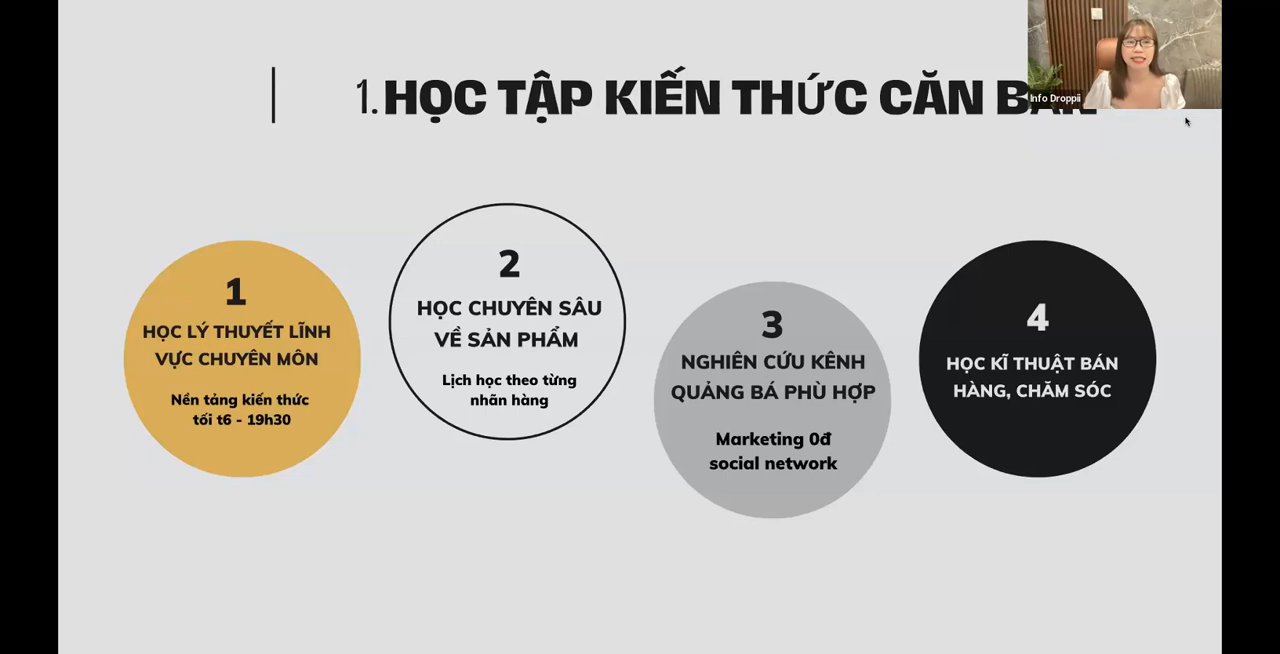 1. HỌC TẬP KIẾN THỨC CĂN
Info Droppii
1
HỌC LÝ THUYẾT LĨNH
VỰC CHUYÊN MÔN
Nền tảng kiến thức
tối t6 - 19h30
2
HỌC CHUYÊN SÂU
VỀ SẢN PHẨM
Lịch học theo từng
nhãn hàng
3
NGHIÊN CỨU KÊNH
QUẢNG BÁ PHÙ HỢP
Marketing 0đ
social network
4
HỌC KĨ THUẬT BÁN
HÀNG, CHĂM SÓC